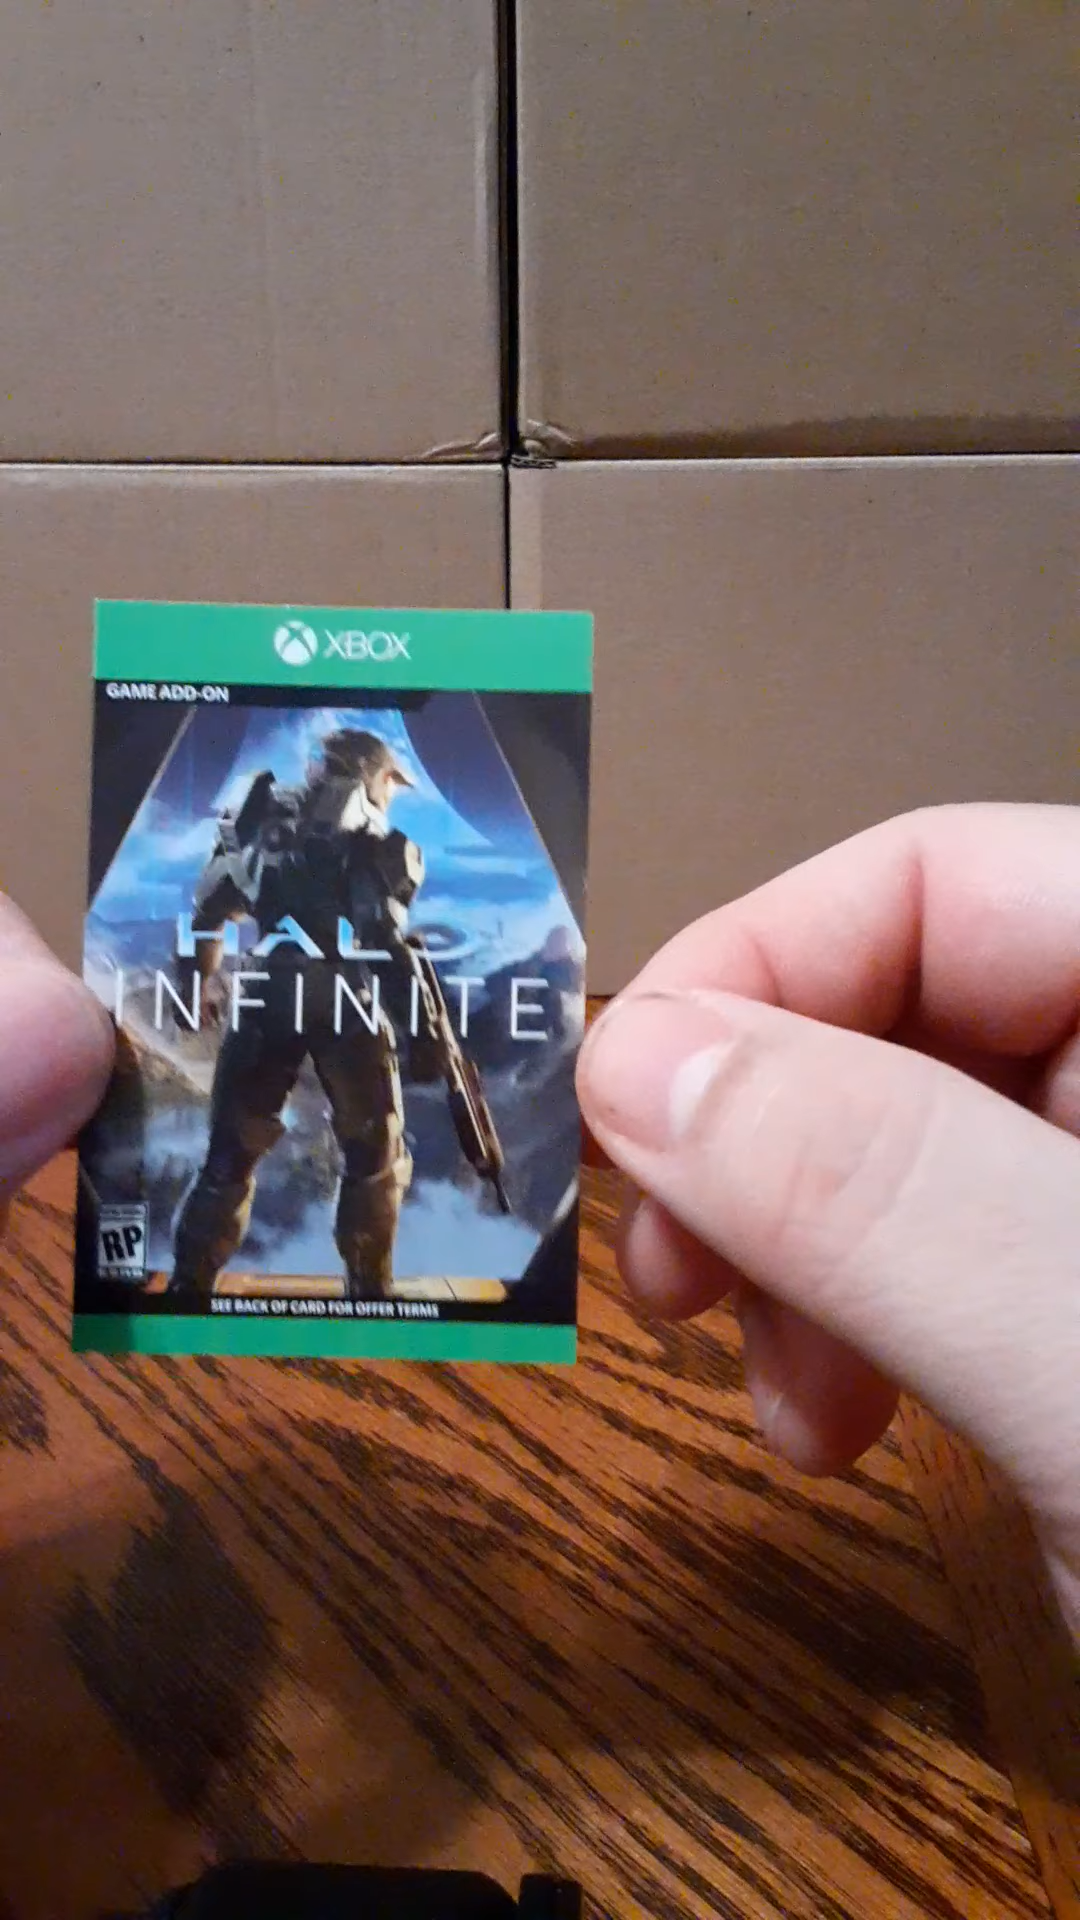 XBOX
GAME ADD-ON
HALO
INFINITE
RP
SEE BACK OF CARD FOR OFFER TERMS